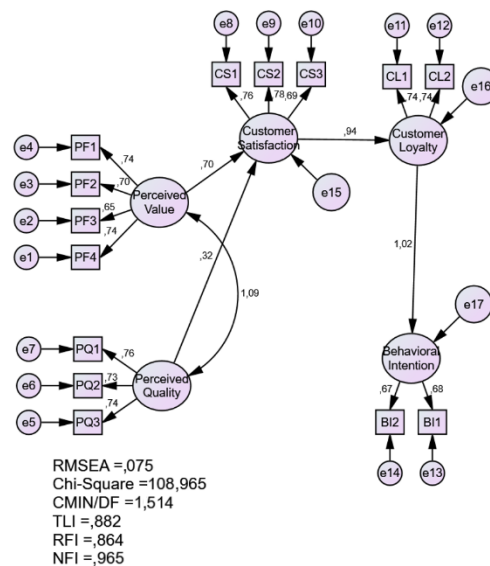 e8
e9
e10
e11
e12
CS1
CS2
CS3
CL1
CL2
e16
,76
,78
,69
,74
,74
e4
PF1
Customer
Satisfaction
,94
Customer
Loyalty
,74
e3
PF2
,70
Perceived
Value
,70
e15
e2
PF3
,65
e1
PF4
,74
,32
1,02
1,09
e17
e7
PQ1
,76
Perceived
Quality
Behavioral
Intention
e6
PQ2
,73
e5
PQ3
,74
,67
,68
BI2
BI1
e14
e13
RMSEA =,075
Chi-Square =108,965
CMIN/DF =1,514
TLI =,882
RFI =,864
NFI =,965